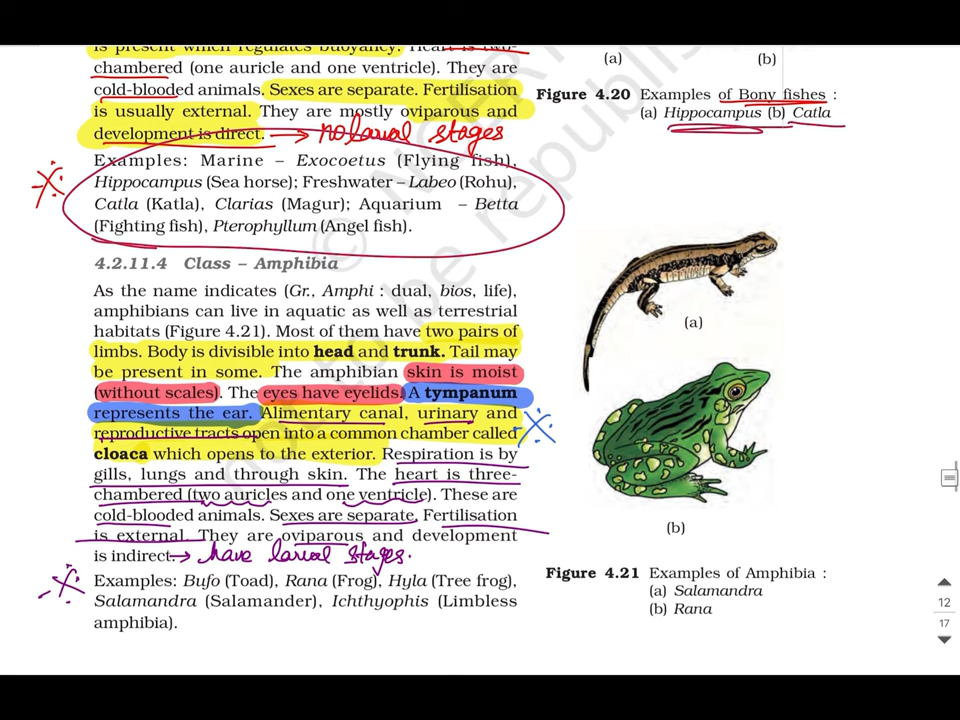 is present which regulates buoyancy. Heart is two-
chambered (one auricle and one ventricle). They are
cold-blooded animals. Sexes are separate. Fertilisation
is usually external. They are mostly oviparous and
development is direct. → no larval stages
Examples: Marine – Exocoetus (Flying fish),
Hippocampus (Sea horse); Freshwater – Labeo (Rohu),
Catla (Katla), Clarias (Magur); Aquarium – Betta
(Fighting fish), Pterophyllum (Angel fish).
4.2.11.4 Class – Amphibia
As the name indicates (Gr., Amphi : dual, bios, life),
amphibians can live in aquatic as well as terrestrial
habitats (Figure 4.21). Most of them have two pairs of
limbs. Body is divisible into head and trunk. Tail may
be present in some. The amphibian skin is moist
(without scales). The eyes have eyelids. A tympanum
represents the ear. Alimentary canal, urinary and
reproductive tracts open into a common chamber called
cloaca which opens to the exterior. Respiration is by
gills, lungs and through skin. The heart is three-
chambered (two auricles and one ventricle). These are
cold-blooded animals. Sexes are separate. Fertilisation
is external. They are oviparous and development
is indirect. → have larval stages.
Examples: Bufo (Toad), Rana (Frog), Hyla (Tree frog),
Salamandra (Salamander), Ichthyophis (Limbless
amphibia).
(a) (b)
Figure 4.20 Examples of Bony fishes :
(a) Hippocampus (b) Catla
(a)
(b)
Figure 4.21 Examples of Amphibia :
(a) Salamandra
(b) Rana
12
17